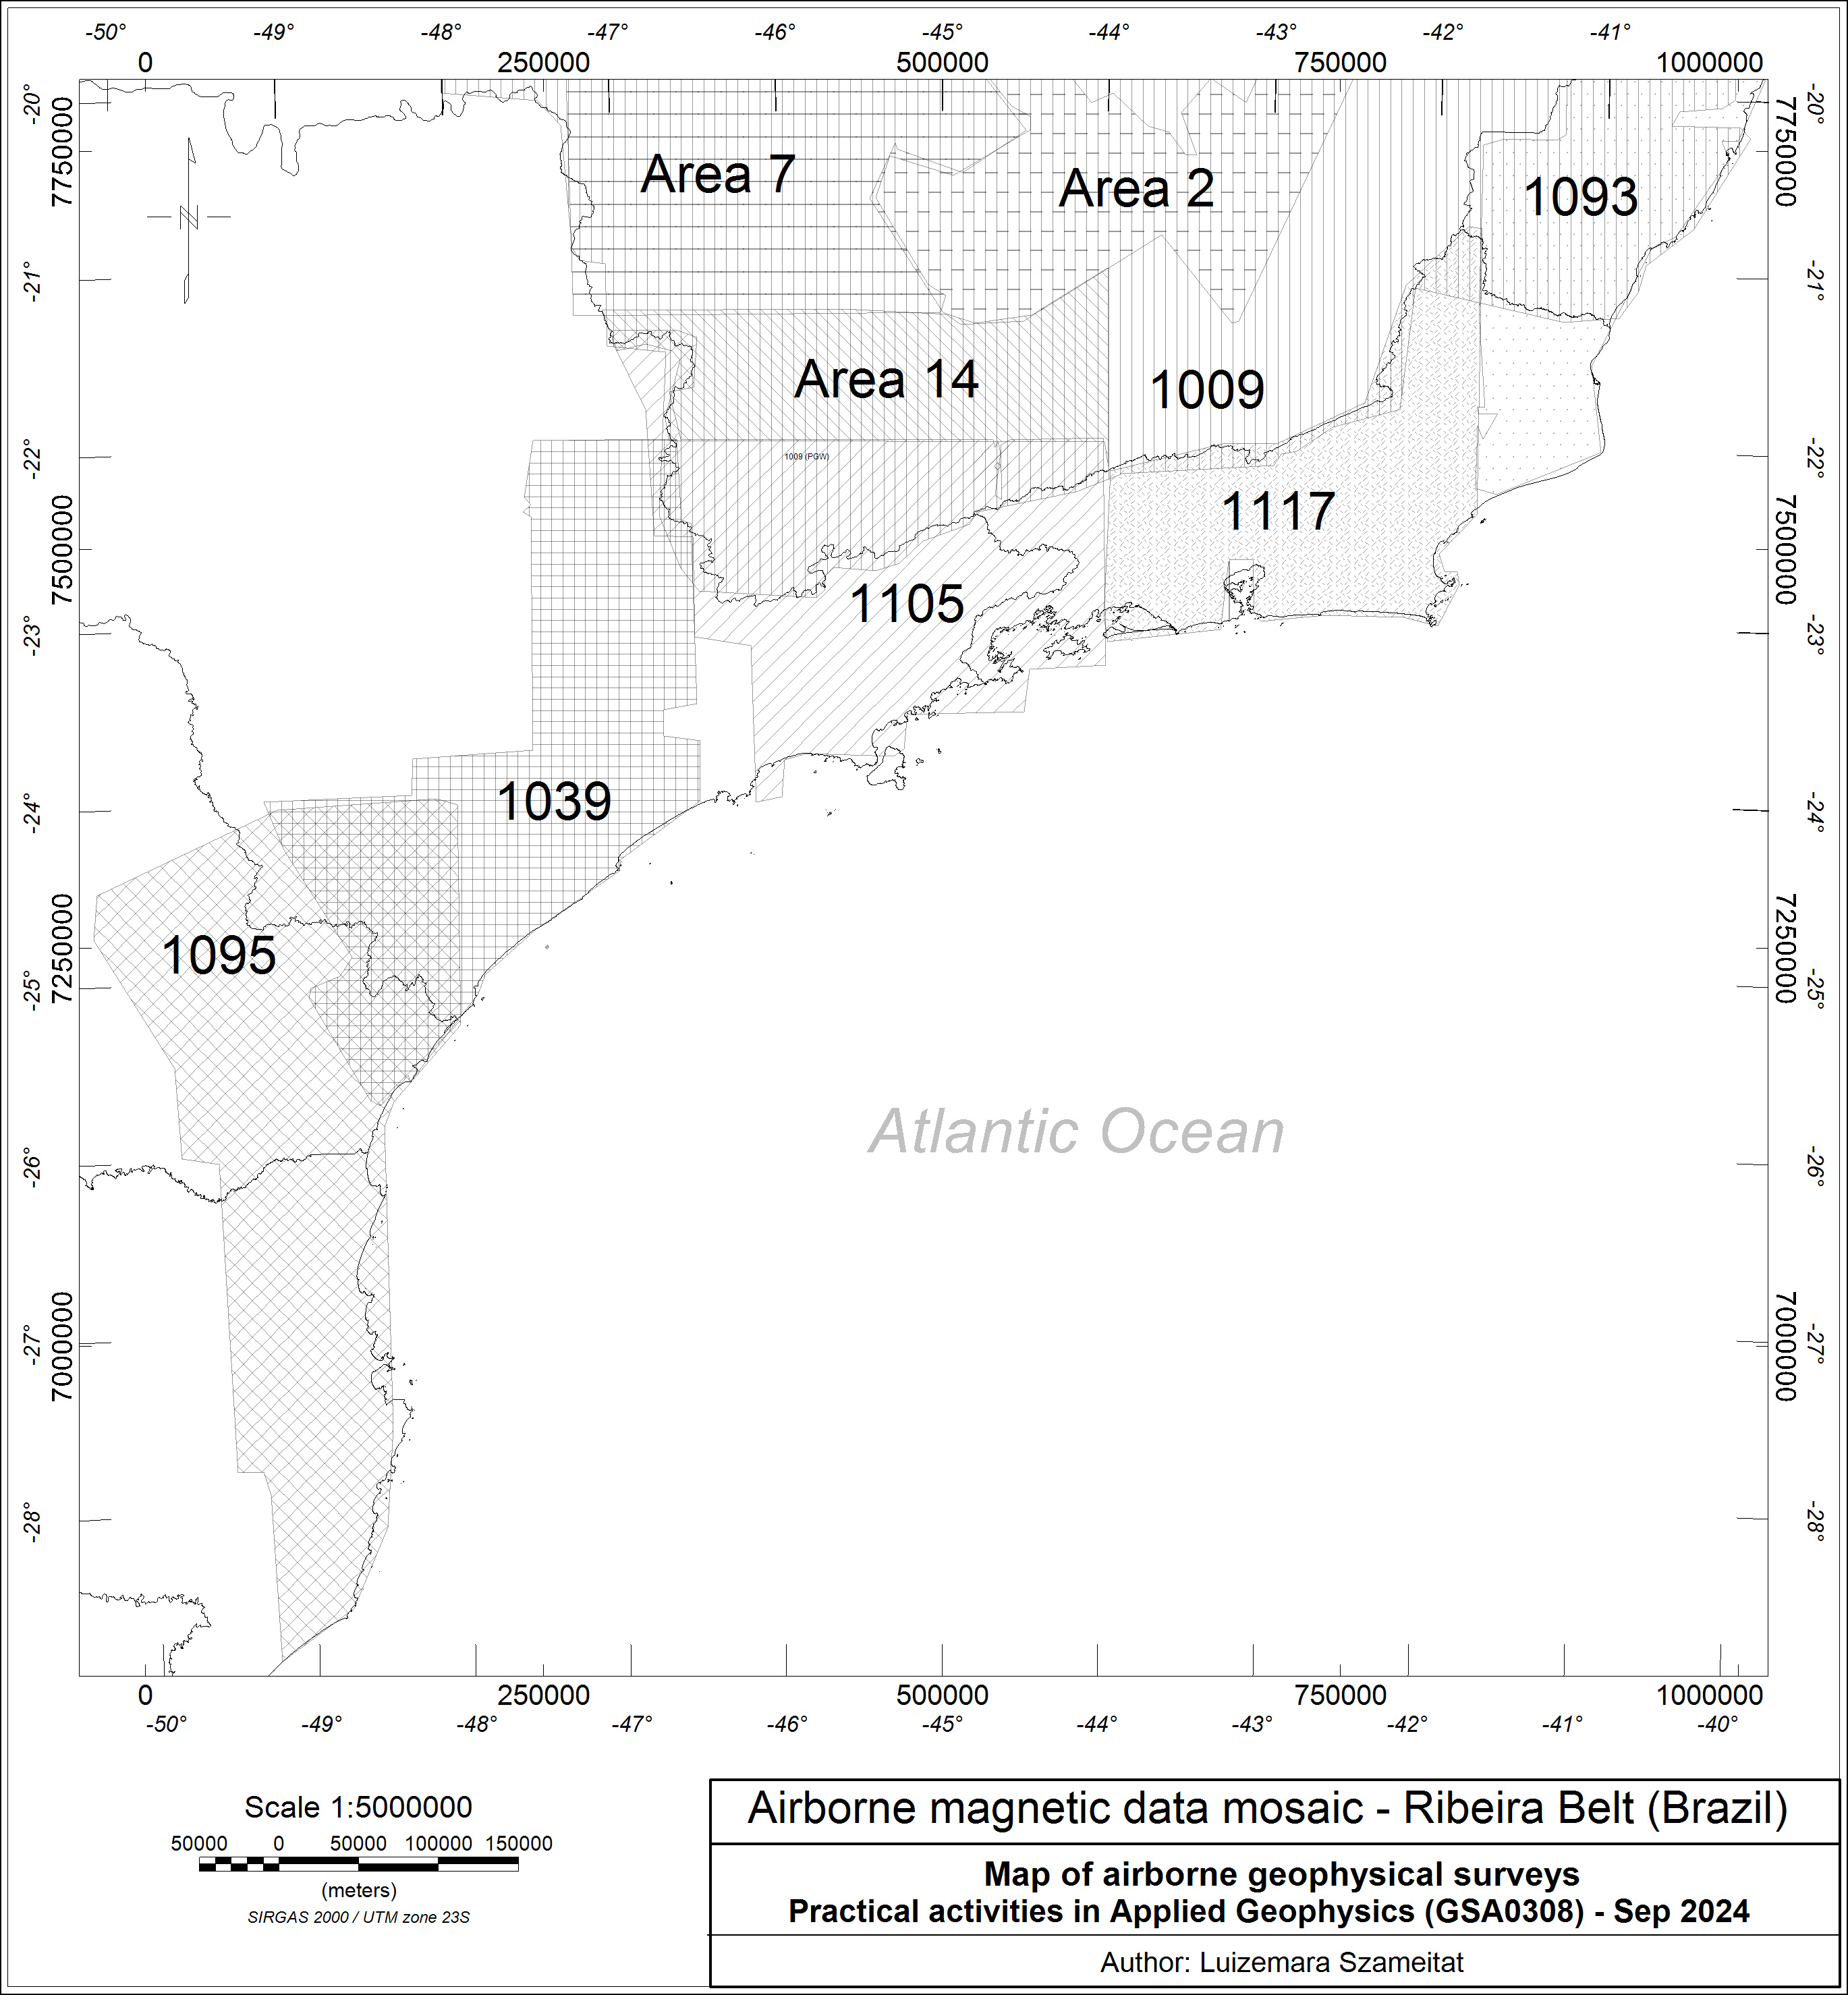 -50° -49° -48° -47° -46° -45° -44° -43° -42° -41°
0 250000 500000 750000 1000000
-20° -20°
7750000 7750000
Area 7
Area 2
1093
N
-21° -21°
Area 14
1009
-22° -22°
1009 (PGW)
1117
7500000 7500000
1105
-23° -23°
1039
-24° -24°
1095
7250000 7250000
-25° -25°
Atlantic Ocean
-26° -26°
-27° -27°
7000000 7000000
-28° -28°
0 250000 500000 750000 1000000
-50° -49° -48° -47° -46° -45° -44° -43° -42° -41° -40°
Scale 1:5000000
50000 0 50000 100000 150000
(meters)
SIRGAS 2000 / UTM zone 23S
Airborne magnetic data mosaic - Ribeira Belt (Brazil)
Map of airborne geophysical surveys
Practical activities in Applied Geophysics (GSA0308) - Sep 2024
Author: Luizemara Szameitat